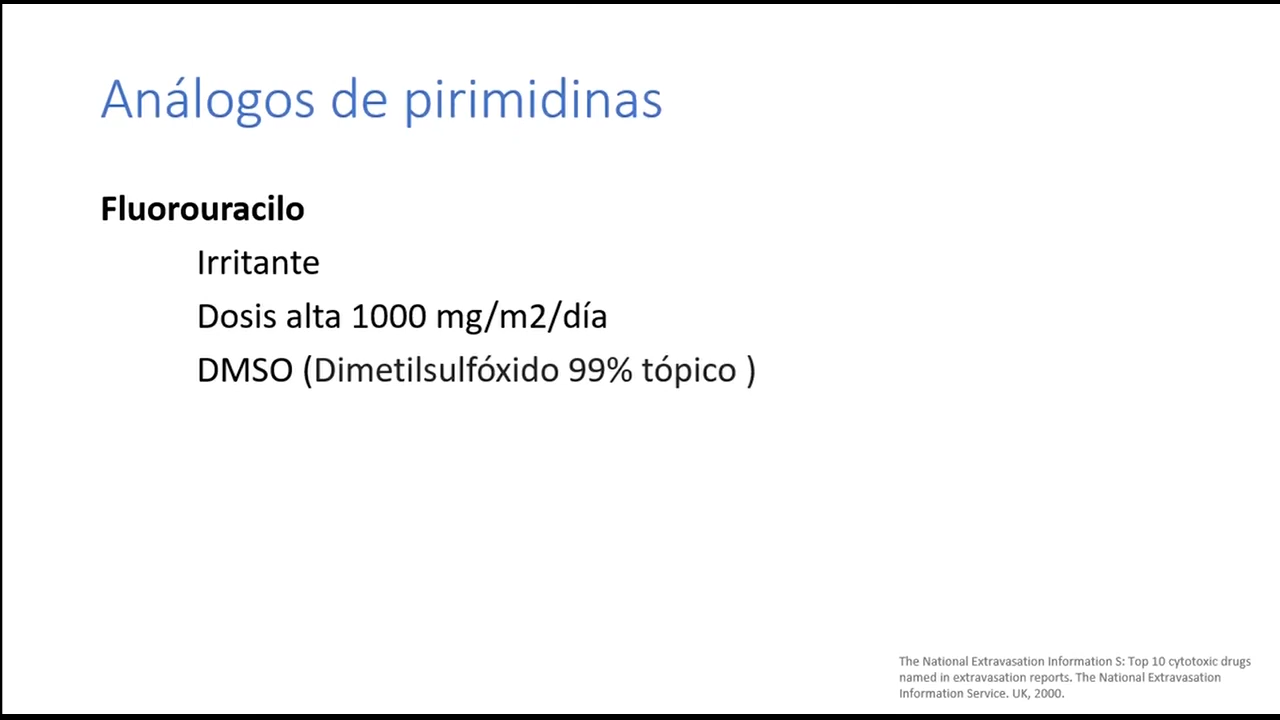 Análogos de pirimidinas
Fluorouracilo
Irritante
Dosis alta 1000 mg/m2/día
DMSO (Dimetilsulfóxido 99% tópico )
The National Extravasation Information S: Top 10 cytotoxic drugs
named in extravasation reports. The National Extravasation
Information Service. UK, 2000.